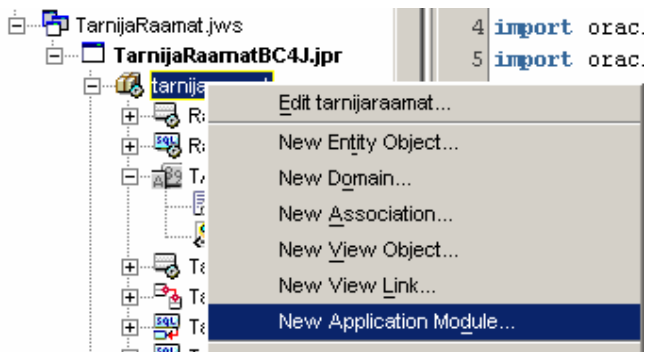 TarnijaRaamat.jws
TarnijaRaamatBC4J.jpr
4 import orac
5 import orac
Edit tarnijaraamat...
New Entity Object...
New Domain...
New Association...
New View Object...
New View Link...
New Application Module...